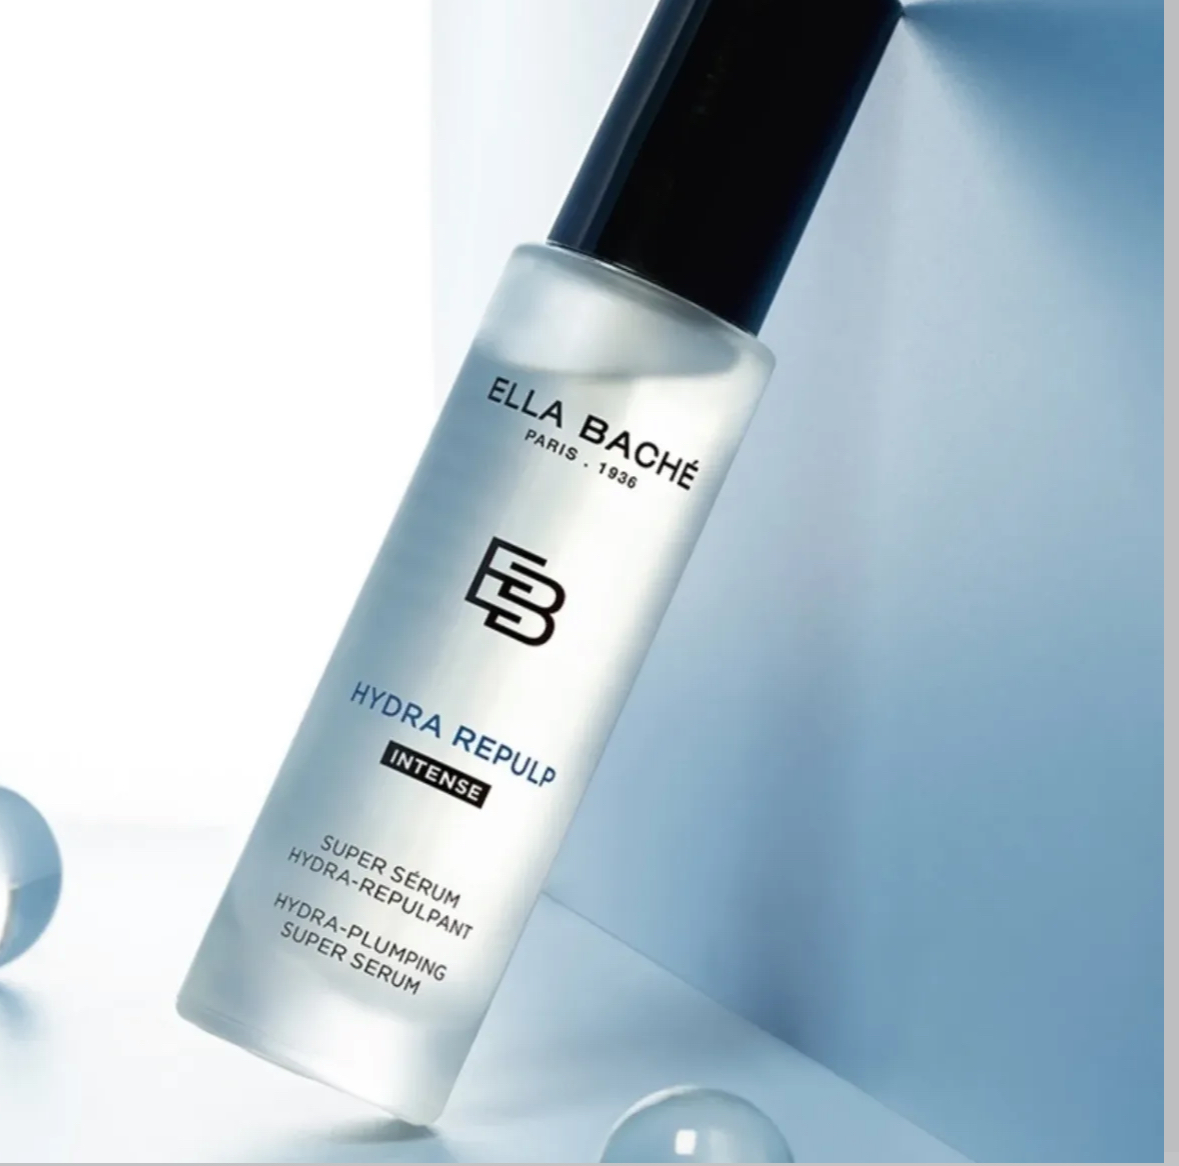 ELLA BACHÉ
PARIS . 1936
EB
HYDRA REPULP
INTENSE
SUPER SÉRUM
HYDRA-REPULPANT
HYDRA-PLUMPING
SUPER SERUM